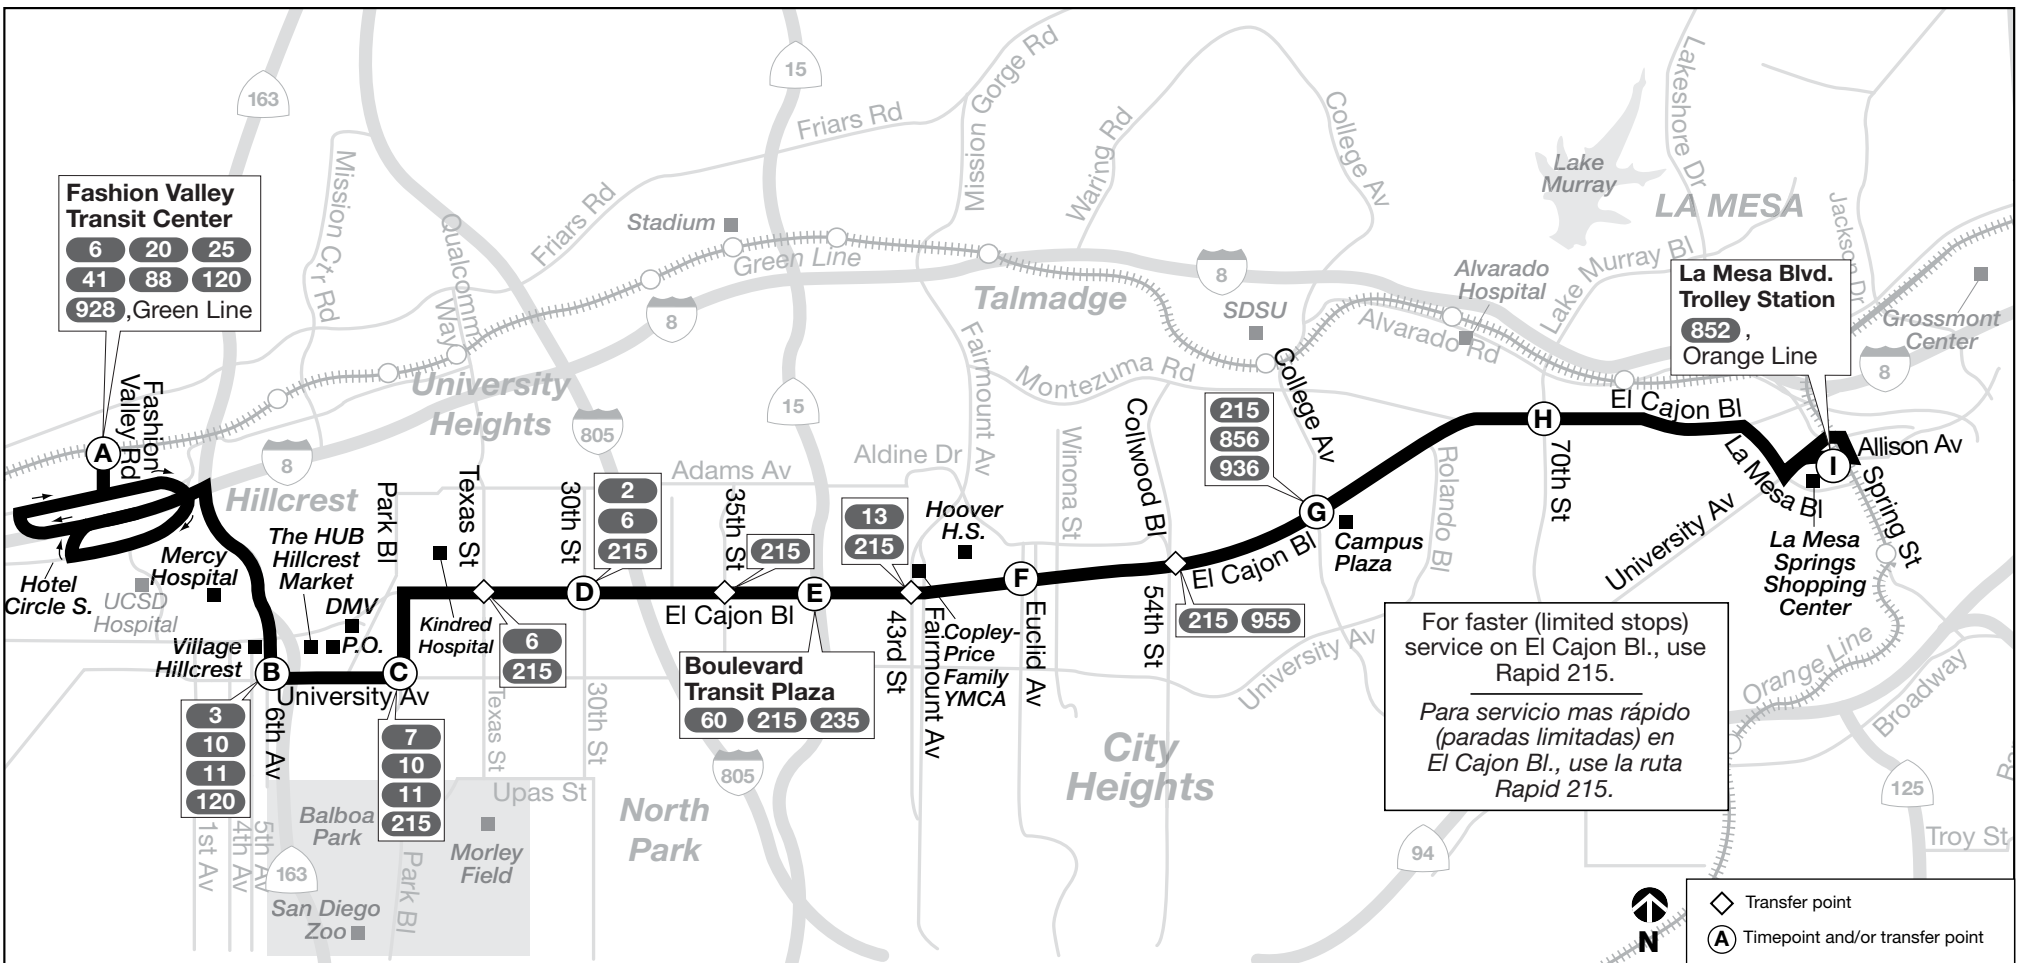 163
15
Mission Gorge Rd
Friars Rd
Waring Rd
College Av
Lakeshore Dr
Lake
Murray
LA MESA
Jackson Dr
Fashion Valley
Transit Center
6 20 25
41 88 120
928 ,Green Line
Mission Ctr Rd
Qualcomm
Way
Friars Rd
Stadium
Green Line
8
Talmadge
8
SDSU
Alvarado
Hospital
Alvarado Rd
Lake Murray Bl
La Mesa Blvd.
Trolley Station
852 ,
Orange Line
Grossmont
Center
8
Fashion
Valley Rd
A
8
University
Heights
805
15
Fairmount Av
Montezuma Rd
College Av
Aldine Dr
Adams Av
Winona St
Collwood Bl
215
856
936
G
Campus
Plaza
Rolando Bl
H
70th St
El Cajon Bl
La Mesa Bl
University Av
I
Allison Av
Spring St
La Mesa
Springs
Shopping
Center
Hillcrest
Hotel
Circle S.
UCSD
Hospital
Mercy
Hospital
The HUB
Hillcrest
Market
DMV
P.O.
Village
Hillcrest
B
University Av
C
Park Bl
Texas St
Kindred
Hospital
6
215
30th St
D
2
6
215
35th St
215
El Cajon Bl
E
Boulevard
Transit Plaza
60 215 235
13
215
43rd St
Fairmount Av
Hoover
H.S.
Copley-
Price
Family
YMCA
F
Euclid Av
54th St
El Cajon Bl
215 955
University Av
3
10
11
120
6th Av
7
10
11
215
Texas St
30th St
Upas St
805
North
Park
City
Heights
1st Av
4th Av
5th Av
163
Balboa
Park
Park Bl
Morley
Field
San Diego
Zoo
For faster (limited stops)
service on El Cajon Bl., use
Rapid 215.
Para servicio mas rápido
(paradas limitadas) en
El Cajon Bl., use la ruta
Rapid 215.
Orange Line
Broadway
125
94
Troy St
N
Transfer point
A Timepoint and/or transfer point